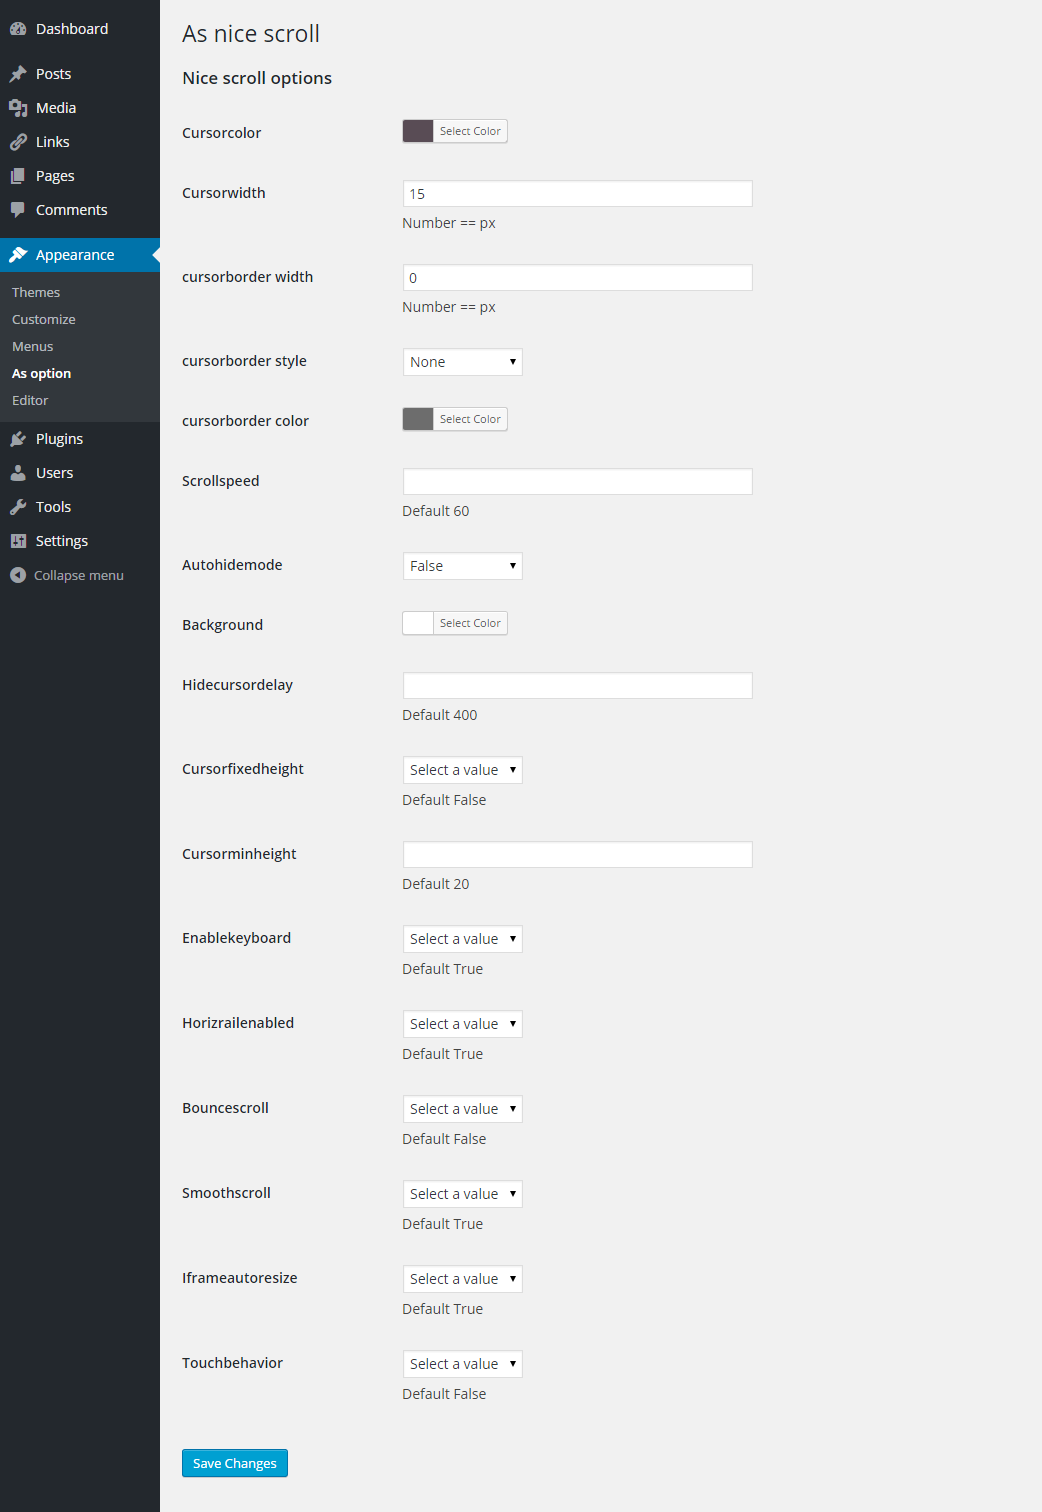 Dashboard
Posts
Media
Links
Pages
Comments
Appearance
Themes
Customize
Menus
As option
Editor
Plugins
Users
Tools
Settings
Collapse menu
As nice scroll
Nice scroll options
Cursorcolor
Select Color
Cursorwidth
15
Number == px
cursorborder width
0
Number == px
cursorborder style
None
cursorborder color
Select Color
Scrollspeed
Default 60
Autohidemode
False
Background
Select Color
Hidecursordelay
Default 400
Cursorfixedheight
Select a value
Default False
Cursorminheight
Default 20
Enablekeyboard
Select a value
Default True
Horizrailenabled
Select a value
Default True
Bouncescroll
Select a value
Default False
Smoothscroll
Select a value
Default True
Iframeautoresize
Select a value
Default True
Touchbehavior
Select a value
Default False
Save Changes